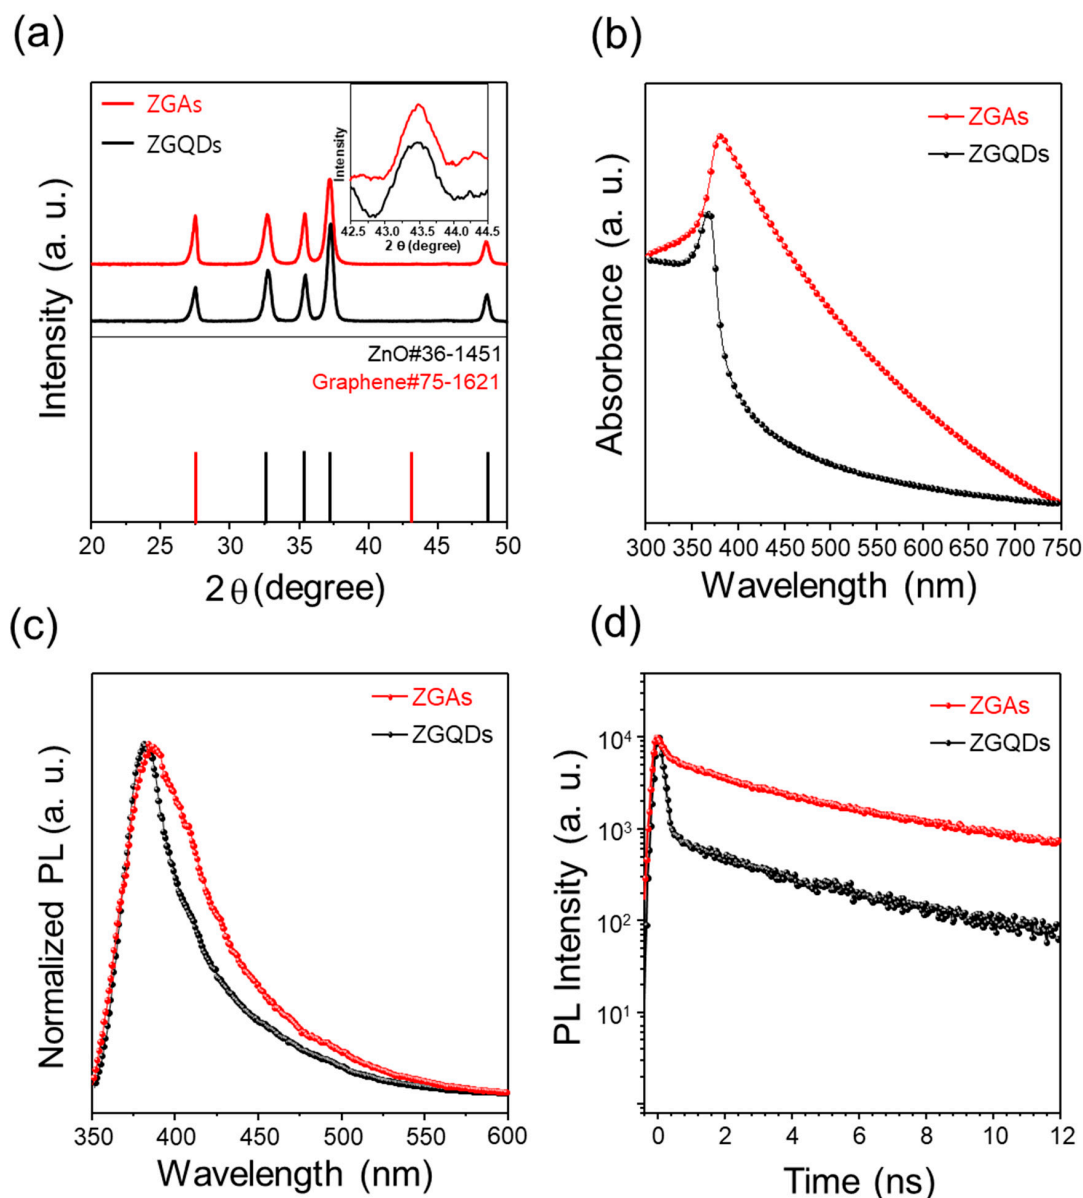 (a)
ZGAs
ZGQDs
Intensity
42.5 43.0 43.5 44.0 44.5
2 θ (degree)
Intensity (a. u.)
ZnO#36-1451
Graphene#75-1621
20 25 30 35 40 45 50
2 θ (degree)
(b)
ZGAs
ZGQDs
Absorbance (a. u.)
300 350 400 450 500 550 600 650 700 750
Wavelength (nm)
(c)
ZGAs
ZGQDs
Normalized PL (a. u.)
350 400 450 500 550 600
Wavelength (nm)
(d)
ZGAs
ZGQDs
PL Intensity (a. u.)
10⁴
10³
10²
10¹
0 2 4 6 8 10 12
Time (ns)